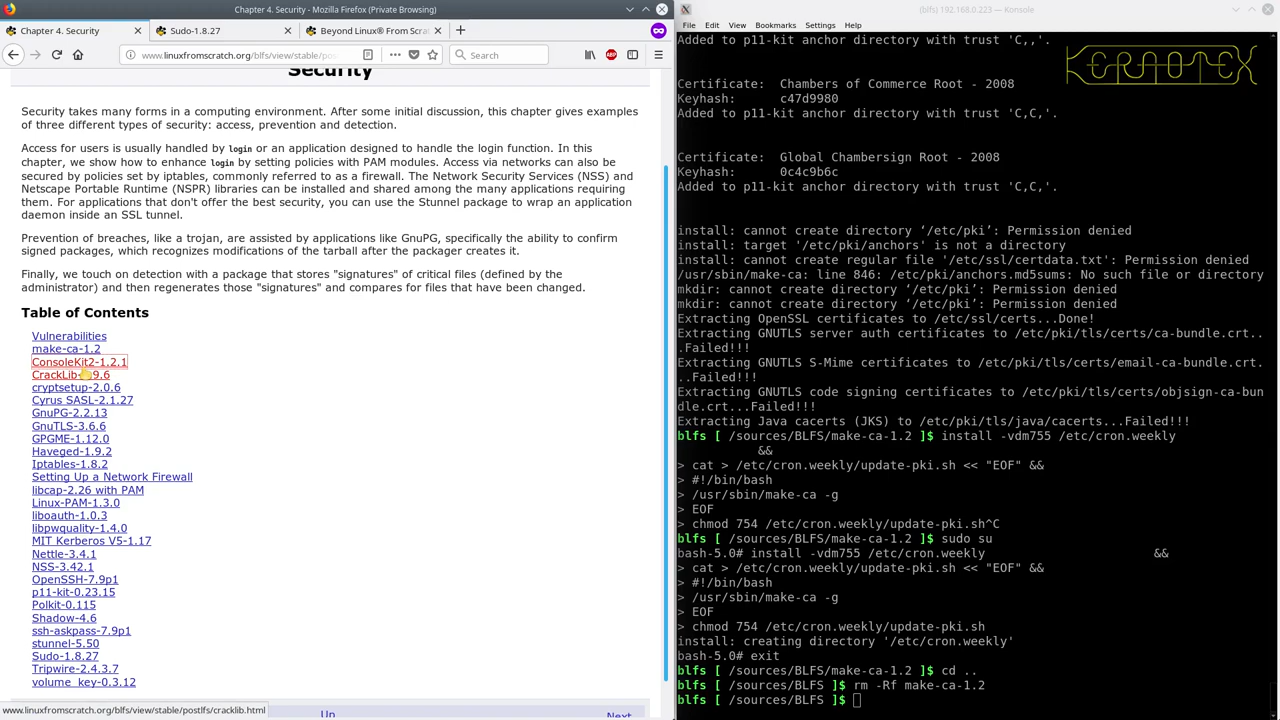 Chapter 4. Security - Mozilla Firefox (Private Browsing)
Chapter 4. Security
Sudo-1.8.27
Beyond Linux® From Scra
https://www.linuxfromscratch.org/blfs/view/stable/post
Search
Security
Security takes many forms in a computing environment. After some initial discussion, this chapter gives examples
of three different types of security: access, prevention and detection.
Access for users is usually handled by login or an application designed to handle the login function. In this
chapter, we show how to enhance login by setting policies with PAM modules. Access via networks can also be
secured by policies set by iptables, commonly referred to as a firewall. The Network Security Services (NSS) and
Netscape Portable Runtime (NSPR) libraries can be installed and shared among the many applications requiring
them. For applications that don't offer the best security, you can use the Stunnel package to wrap an application
daemon inside an SSL tunnel.
Prevention of breaches, like a trojan, are assisted by applications like GnuPG, specifically the ability to confirm
signed packages, which recognizes modifications of the tarball after the packager creates it.
Finally, we touch on detection with a package that stores "signatures" of critical files (defined by the
administrator) and then regenerates those "signatures" and compares for files that have been changed.
Table of Contents
Vulnerabilities
make-ca-1.2
ConsoleKit2-1.2.1
CrackLib- 9.6
cryptsetup-2.0.6
Cyrus SASL-2.1.27
GnuPG-2.2.13
GnuTLS-3.6.6
GPGME-1.12.0
Haveged-1.9.2
Iptables-1.8.2
Setting Up a Network Firewall
libcap-2.26 with PAM
Linux-PAM-1.3.0
liboauth-1.0.3
libpwquality-1.4.0
MIT Kerberos V5-1.17
Nettle-3.4.1
NSS-3.42.1
OpenSSH-7.9p1
p11-kit-0.23.15
Polkit-0.115
Shadow-4.6
ssh-askpass-7.9p1
stunnel-5.50
Sudo-1.8.27
Tripwire-2.4.3.7
volume_key-0.3.12
www.linuxfromscratch.org/blfs/view/stable/postlfs/cracklib.html
Up
Next
(blfs) 192.168.0.223 — Konsole
File Edit View Bookmarks Settings Help
KERAOTEX
Added to p11-kit anchor directory with trust 'C,,'.
Certificate:  Chambers of Commerce Root - 2008
Keyhash:      c47d9980
Added to p11-kit anchor directory with trust 'C,C,'.
Certificate:  Global Chambersign Root - 2008
Keyhash:      0c4c9b6c
Added to p11-kit anchor directory with trust 'C,C,'.
install: cannot create directory ‘/etc/pki’: Permission denied
install: target '/etc/pki/anchors' is not a directory
install: cannot create regular file '/etc/ssl/certdata.txt': Permission denied
/usr/sbin/make-ca: line 846: /etc/pki/anchors.md5sums: No such file or directory
mkdir: cannot create directory ‘/etc/pki’: Permission denied
mkdir: cannot create directory ‘/etc/pki’: Permission denied
Extracting OpenSSL certificates to /etc/ssl/certs...Done!
Extracting GNUTLS server auth certificates to /etc/pki/tls/certs/ca-bundle.crt..
.Failed!!!
Extracting GNUTLS S-Mime certificates to /etc/pki/tls/certs/email-ca-bundle.crt.
..Failed!!!
Extracting GNUTLS code signing certificates to /etc/pki/tls/certs/objsign-ca-bun
dle.crt...Failed!!!
Extracting Java cacerts (JKS) to /etc/pki/tls/java/cacerts...Failed!!!
blfs [ /sources/BLFS/make-ca-1.2 ]$ install -vdm755 /etc/cron.weekly
&&
> cat > /etc/cron.weekly/update-pki.sh << "EOF" &&
> #!/bin/bash
> /usr/sbin/make-ca -g
> EOF
> chmod 754 /etc/cron.weekly/update-pki.sh^C
blfs [ /sources/BLFS/make-ca-1.2 ]$ sudo su
bash-5.0# install -vdm755 /etc/cron.weekly                      &&
> cat > /etc/cron.weekly/update-pki.sh << "EOF" &&
> #!/bin/bash
> /usr/sbin/make-ca -g
> EOF
> chmod 754 /etc/cron.weekly/update-pki.sh
install: creating directory '/etc/cron.weekly'
bash-5.0# exit
blfs [ /sources/BLFS/make-ca-1.2 ]$ cd ..
blfs [ /sources/BLFS ]$ rm -Rf make-ca-1.2
blfs [ /sources/BLFS ]$